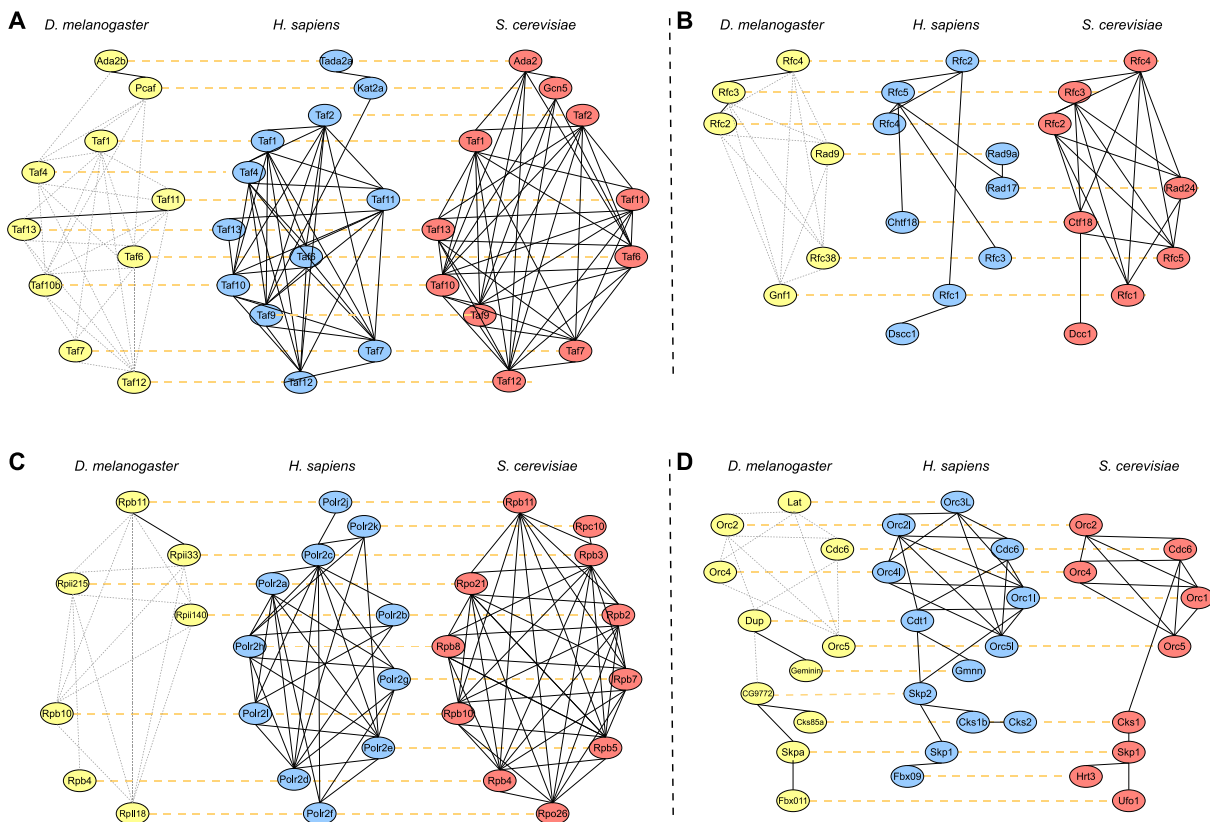 A
D. melanogaster H. sapiens S. cerevisiae
Ada2b Tada2a Ada2
Pcaf Kat2a Gcn5
Taf2 Taf2
Taf1 Taf1 Taf1
Taf4 Taf4
Taf11 Taf11 Taf11
Taf13 Taf13 Taf13
Taf6 Taf6 Taf6
Taf10b Taf10 Taf10
Taf9 Taf9
Taf7 Taf7 Taf7
Taf12 Taf12 Taf12
B
D. melanogaster H. sapiens S. cerevisiae
Rfc4 Rfc2 Rfc4
Rfc3 Rfc5 Rfc3
Rfc2 Rfc4 Rfc2
Rad9 Rad9a
Rad17 Rad24
Chtf18 Ctf18
Rfc38 Rfc3 Rfc5
Gnf1 Rfc1 Rfc1
Dscc1 Dcc1
C
D. melanogaster H. sapiens S. cerevisiae
Rpb11 Polr2j Rpb11
Polr2k Rpc10
Rpii33 Polr2c Rpb3
Rpii215 Polr2a Rpo21
Rpii140 Polr2b Rpb2
Polr2h Rpb8
Polr2g Rpb7
Rpb10 Polr2l Rpb10
Polr2e Rpb5
Rpb4 Polr2d Rpb4
RpII18 Polr2f Rpo26
D
D. melanogaster H. sapiens S. cerevisiae
Lat Orc3L
Orc2 Orc2l Orc2
Cdc6 Cdc6 Cdc6
Orc4 Orc4l Orc4
Orc1l Orc1
Dup Cdt1
Orc5 Orc5l Orc5
Geminin Gmnn
CG9772 Skp2
Cks85a Cks1b Cks2 Cks1
Skpa Skp1 Skp1
Fbx09 Hrt3
Fbx011 Ufo1